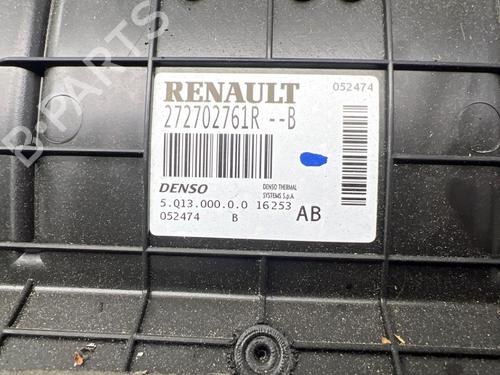 RENAULT 052474
272702761R --B
DENSO DENSO THERMAL
SYSTEMS S.p.A
5.Q13.000.0.0 16253
052474 B AB
B-PARTS